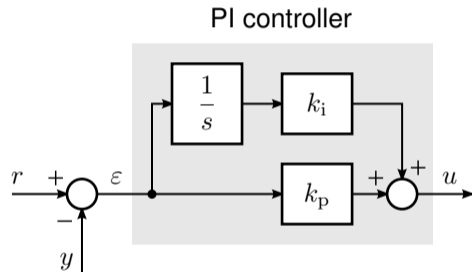 PI controller
1
s
k_i
r
+
ε
−
y
k_p
+
+
u